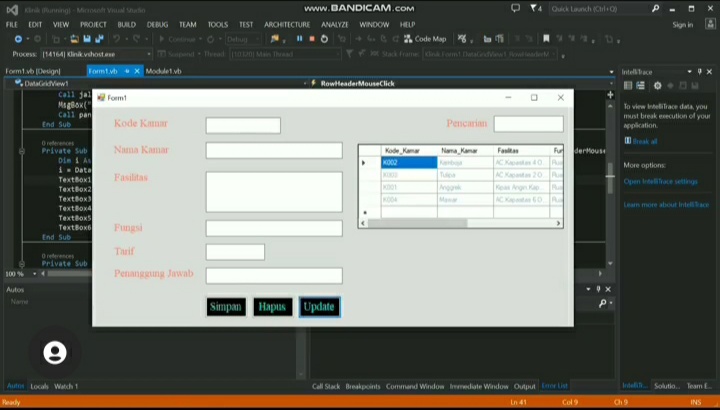 www.BANDICAM.com
Klinik (Running) - Microsoft Visual Studio
Quick Launch (Ctrl+Q)
FILE EDIT VIEW PROJECT BUILD DEBUG TEAM TOOLS TEST ARCHITECTURE ANALYZE WINDOW HELP
Sign in
Continue Debug Code Map
Process: [14164] Klinik.vshost.exe Suspend Thread: [10320] Main Thread Stack Frame:
Form1.vb [Design] Form1.vb Module1.vb
IntelliTrace
DataGridView1 RowHeaderMouseClick
Call jal
MsgBox("
Call pan
End Sub
0 references
Private Sub
Dim i As
i = Data
TextBox1
TextBox2
TextBox3
TextBox4
TextBox5
TextBox6
End Sub
0 references
Private Sub
100 %
Form1
Kode Kamar
Pencarian
Nama Kamar
Fasilitas
Fungsi
Tarif
Penanggung Jawab
Simpan Hapus Update
Kode_Kamar Nama_Kamar Fasilitas Fun
K002 Kamboja AC Kapasitas 4 O... Rua
K003 Tulipa AC Kapasitas 2 O... Rua
K001 Anggrek Kipas Angin Kap... Rua
K004 Mawar AC Kapasitas 6 O... Rua
To view IntelliTrace data, you
must break execution of your
application.
Break all
More options:
Open IntelliTrace settings
Learn more about IntelliTrace
Autos
Name
Autos Locals Watch 1
Call Stack Breakpoints Command Window Immediate Window Output Error List
IntelliT... Solutio... Team E...
Ready
Ln 41 Col 9 Ch 9 INS